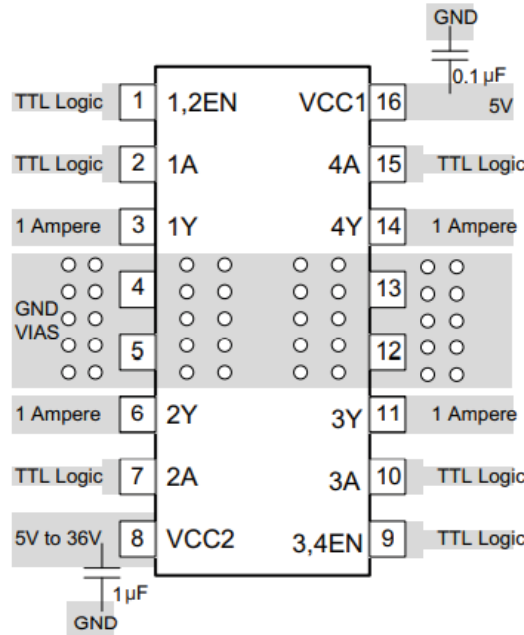 GND
0.1 µF
TTL Logic 1 1,2EN VCC1 16 5V
TTL Logic 2 1A 4A 15 TTL Logic
1 Ampere 3 1Y 4Y 14 1 Ampere
4 13
GND
VIAS
5 12
1 Ampere 6 2Y 3Y 11 1 Ampere
TTL Logic 7 2A 3A 10 TTL Logic
5V to 36V 8 VCC2 3,4EN 9 TTL Logic
1 µF
GND